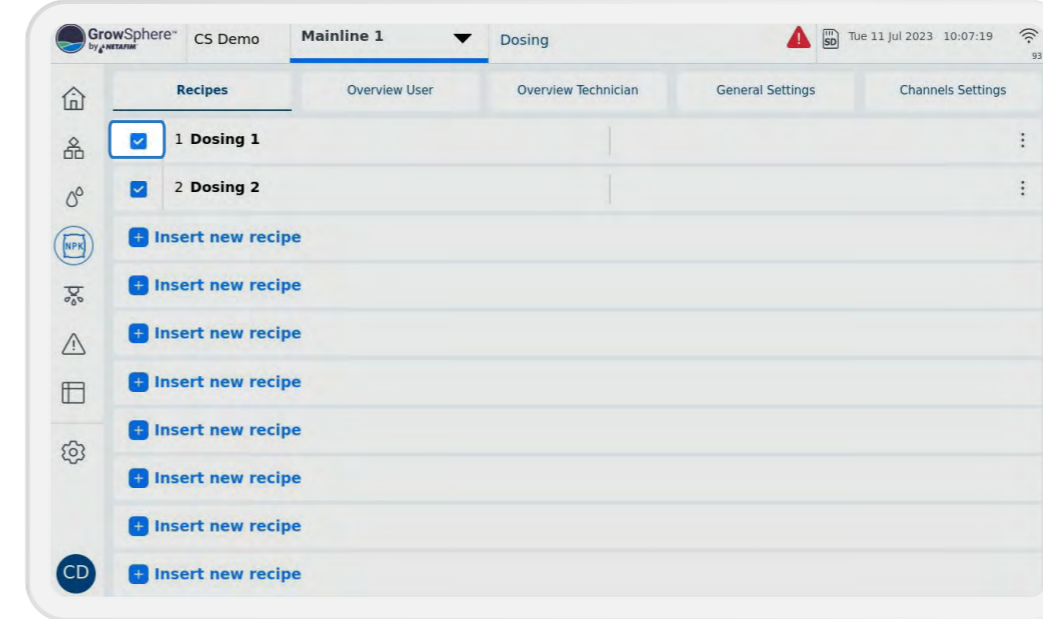 GrowSphere™ CS Demo Mainline 1 Dosing SD Tue 11 Jul 2023 10:07:19
by NETAFIM 93
Recipes Overview User Overview Technician General Settings Channels Settings
1 Dosing 1
2 Dosing 2
NPK
Insert new recipe
Insert new recipe
Insert new recipe
Insert new recipe
Insert new recipe
Insert new recipe
Insert new recipe
CD
Insert new recipe